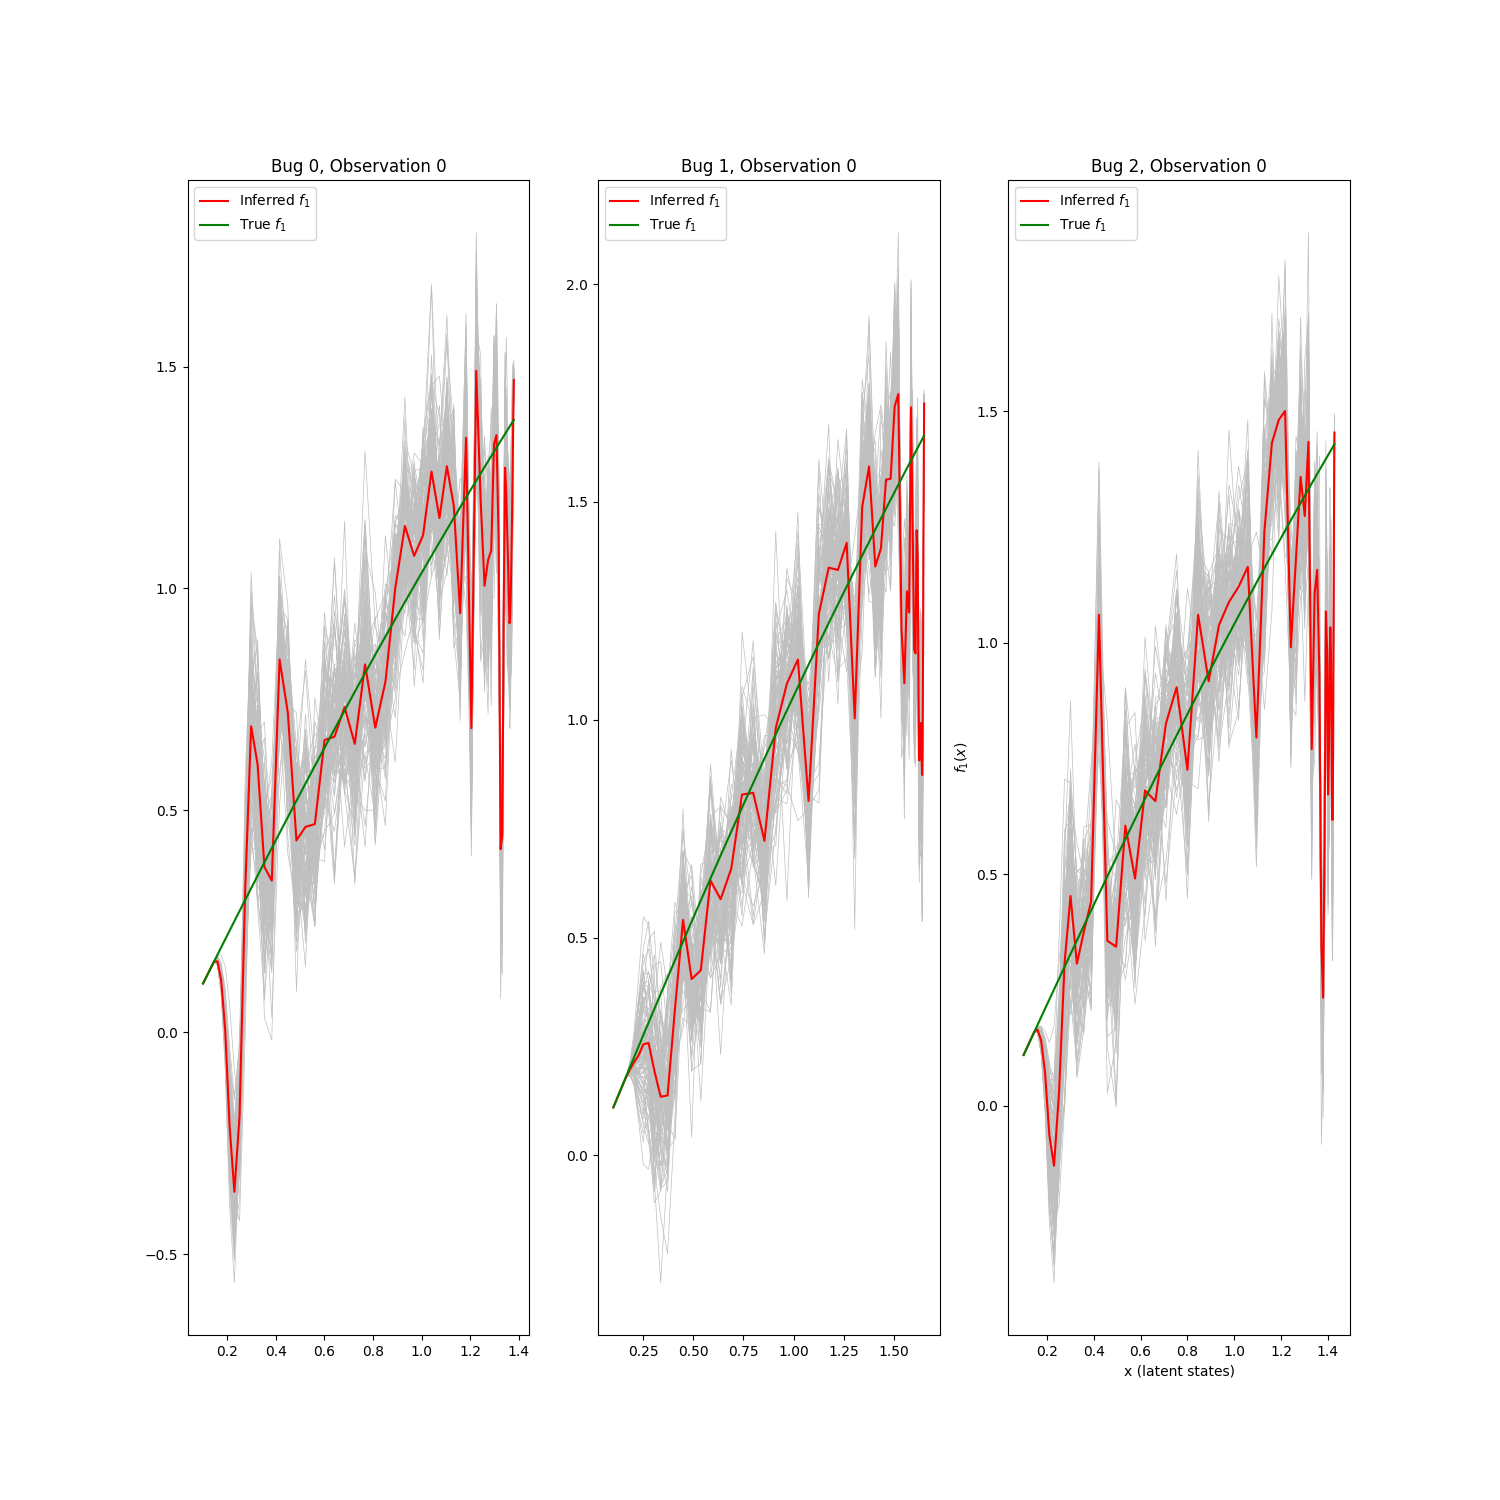 Bug 0, Observation 0
Inferred f₁
True f₁
1.5
1.0
0.5
0.0
−0.5
0.2 0.4 0.6 0.8 1.0 1.2 1.4
Bug 1, Observation 0
Inferred f₁
True f₁
2.0
1.5
1.0
0.5
0.0
0.25 0.50 0.75 1.00 1.25 1.50
Bug 2, Observation 0
Inferred f₁
True f₁
f₁(x)
1.5
1.0
0.5
0.0
0.2 0.4 0.6 0.8 1.0 1.2 1.4
x (latent states)